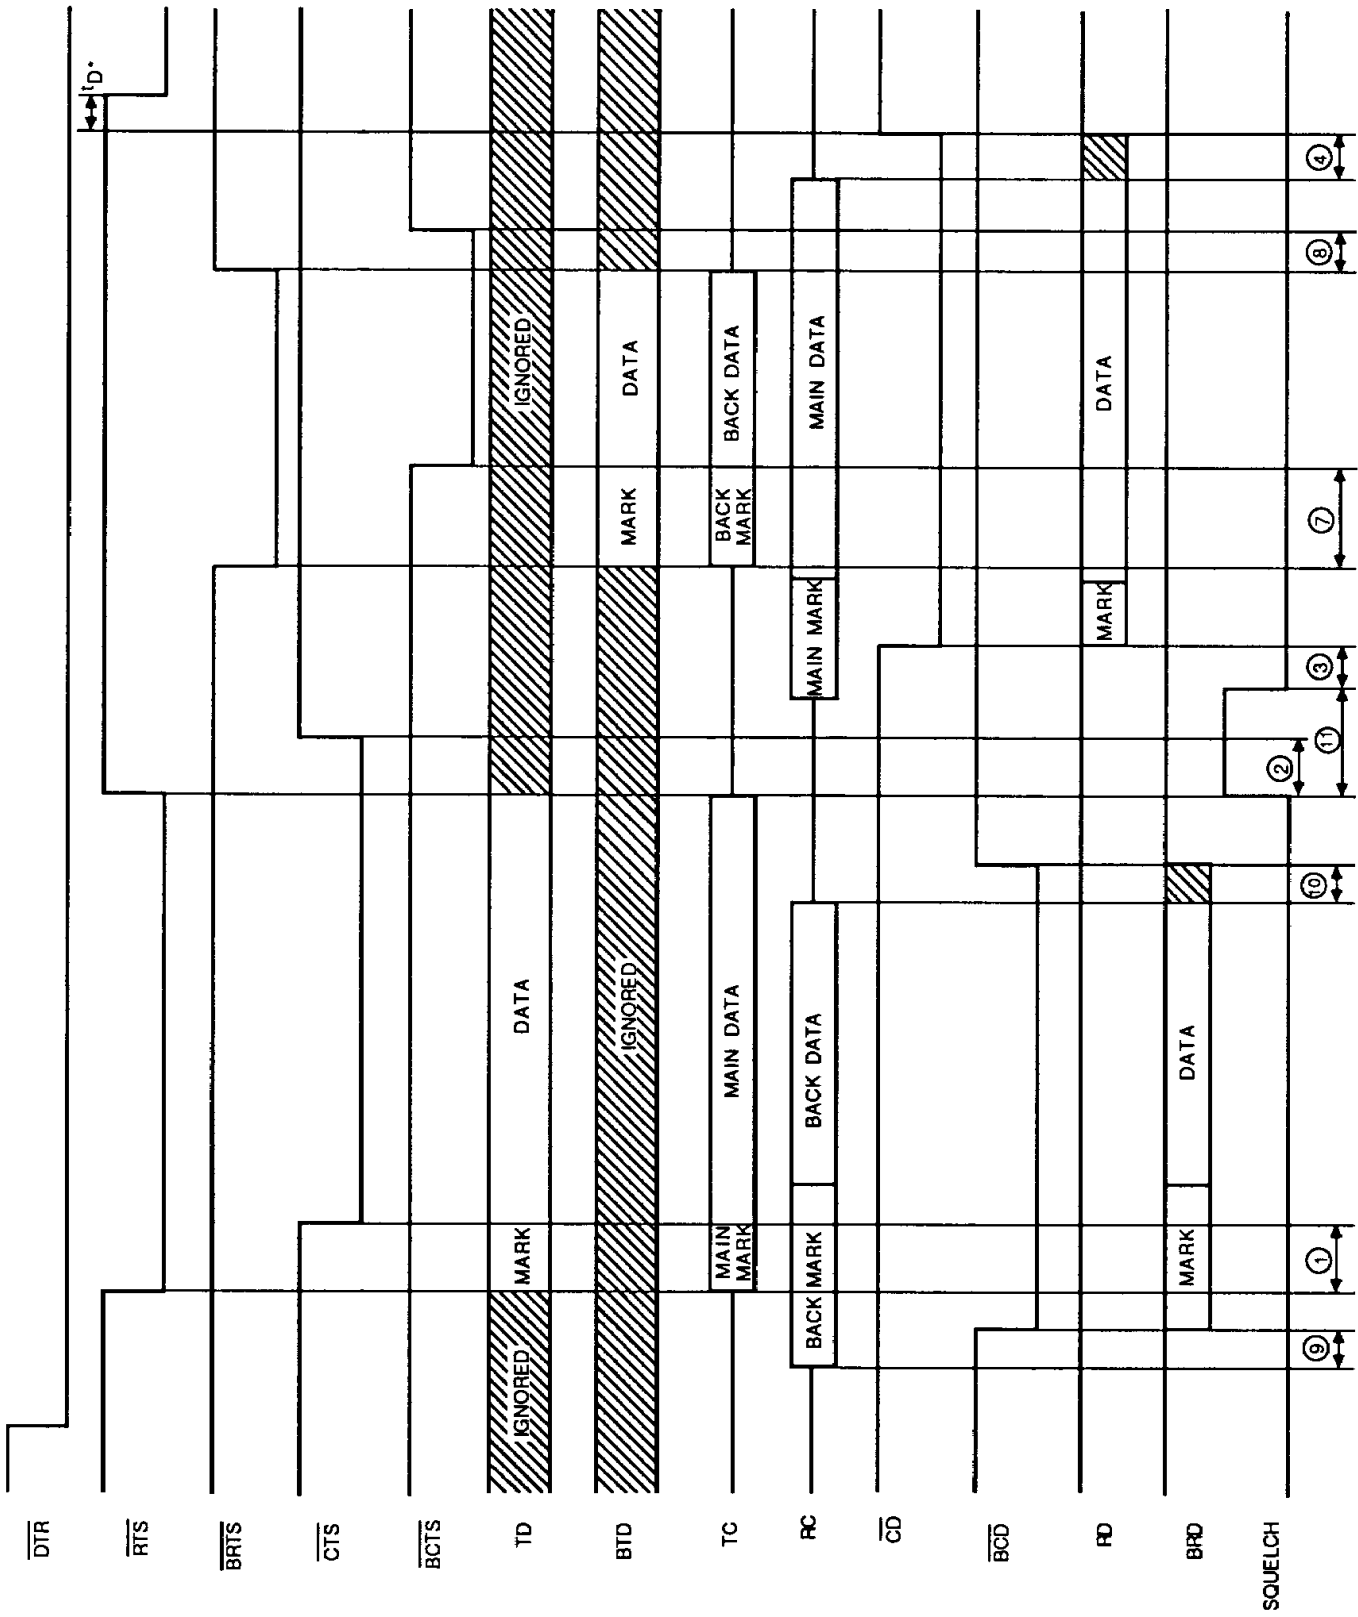 DTR
RTS
tD*
BRTS
CTS
BCTS
TD
IGNORED
MARK
DATA
IGNORED
BTD
IGNORED
MARK
DATA
TC
MAIN
MARK
MAIN DATA
BACK
MARK
BACK DATA
RC
BACK MARK
BACK DATA
MAIN MARK
MAIN DATA
CD
BCD
RD
MARK
DATA
BRD
MARK
DATA
SQUELCH
2
9
1
10
11
3
7
8
4